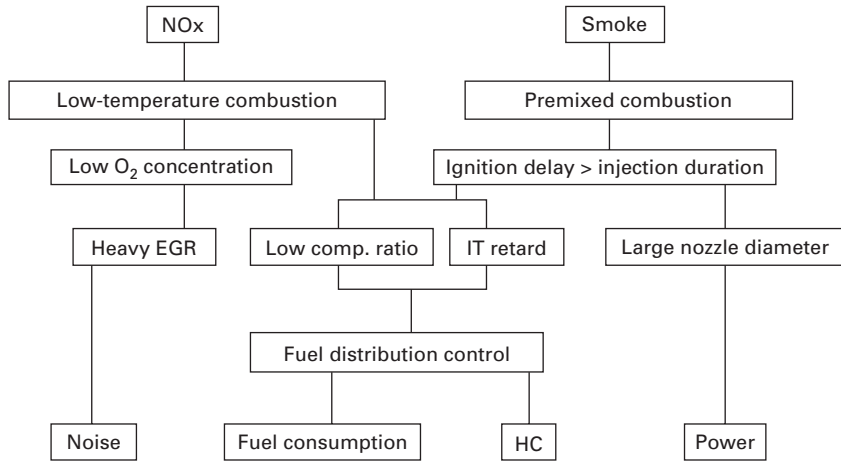 NOx
Smoke
Low-temperature combustion
Premixed combustion
Low O₂ concentration
Ignition delay > injection duration
Heavy EGR
Low comp. ratio
IT retard
Large nozzle diameter
Fuel distribution control
Noise
Fuel consumption
HC
Power